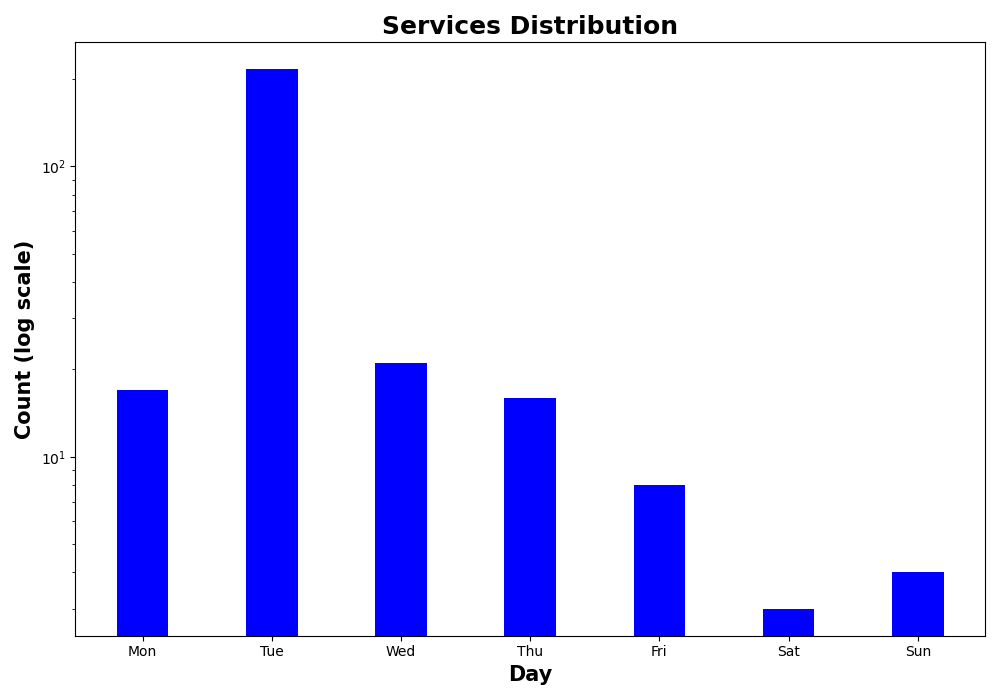 Services Distribution
Count (log scale)
10²
10¹
Mon Tue Wed Thu Fri Sat Sun
Day